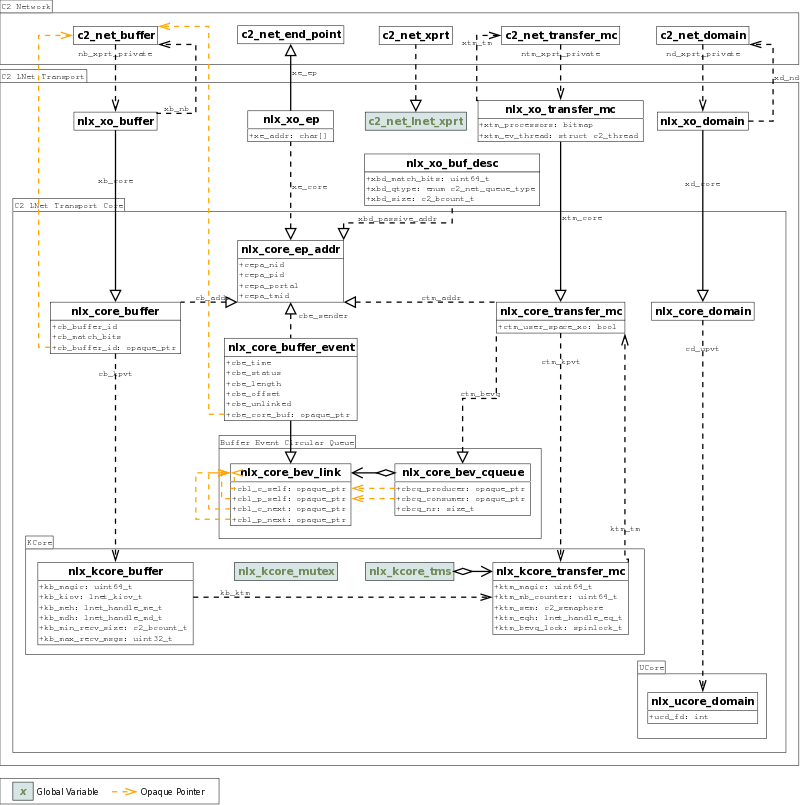 C2 Network
c2_net_buffer
c2_net_end_point
c2_net_xprt
c2_net_transfer_mc
c2_net_domain
nb_xprt_private
xtm_tm
ntm_xprt_private
nd_xprt_private
C2 LNet Transport
xe_ep
xd_nd
xb_nb
nlx_xo_buffer
nlx_xo_ep
+xe_addr: char[]
c2_net_lnet_xprt
nlx_xo_transfer_mc
+xtm_processors: bitmap
+xtm_ev_thread: struct c2_thread
nlx_xo_domain
nlx_xo_buf_desc
+xbd_match_bits: uint64_t
+xbd_qtype: enum c2_net_queue_type
+xbd_size: c2_bcount_t
xb_core
xe_core
xd_core
C2 LNet Transport Core
xbd_passive_addr
xtm_core
nlx_core_ep_addr
+cepa_nid
+cepa_pid
+cepa_portal
+cepa_tmid
cb_addr
ctm_addr
nlx_core_buffer
+cb_buffer_id
+cb_match_bits
+cb_buffer_id: opaque_ptr
cbe_sender
nlx_core_transfer_mc
+ctm_user_space_xo: bool
nlx_core_domain
nlx_core_buffer_event
+cbe_time
+cbe_status
+cbe_length
+cbe_offset
+cbe_unlinked
+cbe_core_buf: opaque_ptr
cb_kpvt
ctm_kpvt
cd_upvt
ctm_bevq
Buffer Event Circular Queue
nlx_core_bev_link
+cbl_c_self: opaque_ptr
+cbl_p_self: opaque_ptr
+cbl_c_next: opaque_ptr
+cbl_p_next: opaque_ptr
nlx_core_bev_cqueue
+cbcq_producer: opaque_ptr
+cbcq_consumer: opaque_ptr
+cbcq_nr: size_t
ktm_tm
KCore
nlx_kcore_buffer
+kb_magic: uint64_t
+kb_kiov: lnet_kiov_t
+kb_meh: lnet_handle_me_t
+kb_mdh: lnet_handle_md_t
+kb_min_recv_size: c2_bcount_t
+kb_max_recv_msgs: uint32_t
nlx_kcore_mutex
nlx_kcore_tms
nlx_kcore_transfer_mc
+ktm_magic: uint64_t
+ktm_mb_counter: uint64_t
+ktm_sem: c2_semaphore
+ktm_eqh: lnet_handle_eq_t
+ktm_bevq_lock: spinlock_t
kb_ktm
UCore
nlx_ucore_domain
+ucd_fd: int
x
Global Variable
Opaque Pointer